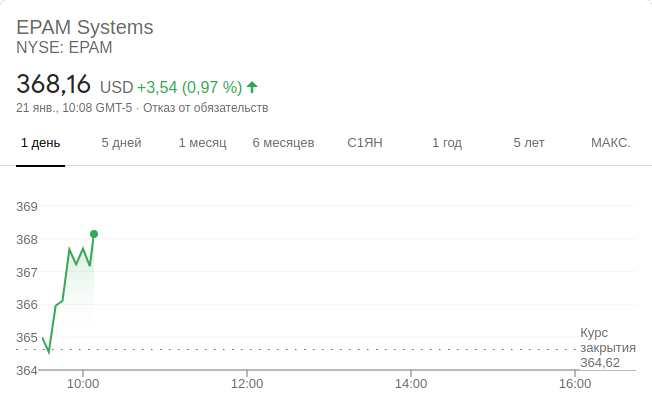 EPAM Systems
NYSE: EPAM
368,16 USD +3,54 (0,97 %)
21 янв., 10:08 GMT-5 · Отказ от обязательств
1 день 5 дней 1 месяц 6 месяцев С1ЯН 1 год 5 лет МАКС.
369
368
367
366
365
364
Курс
закрытия
364,62
10:00 12:00 14:00 16:00